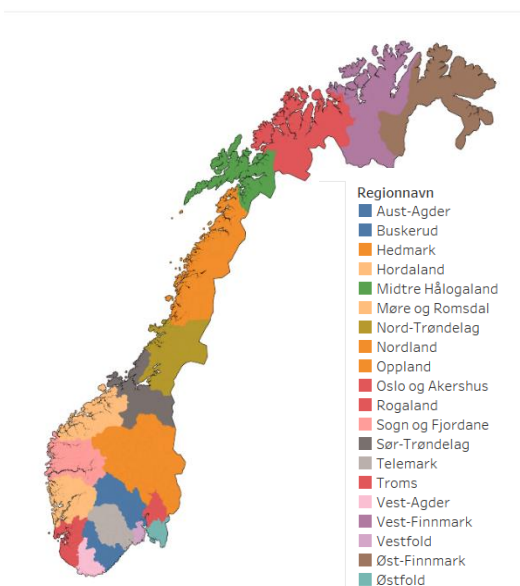 Regionnavn
Aust-Agder
Buskerud
Hedmark
Hordaland
Midtre Hålogaland
Møre og Romsdal
Nord-Trøndelag
Nordland
Oppland
Oslo og Akershus
Rogaland
Sogn og Fjordane
Sør-Trøndelag
Telemark
Troms
Vest-Agder
Vest-Finnmark
Vestfold
Øst-Finnmark
Østfold